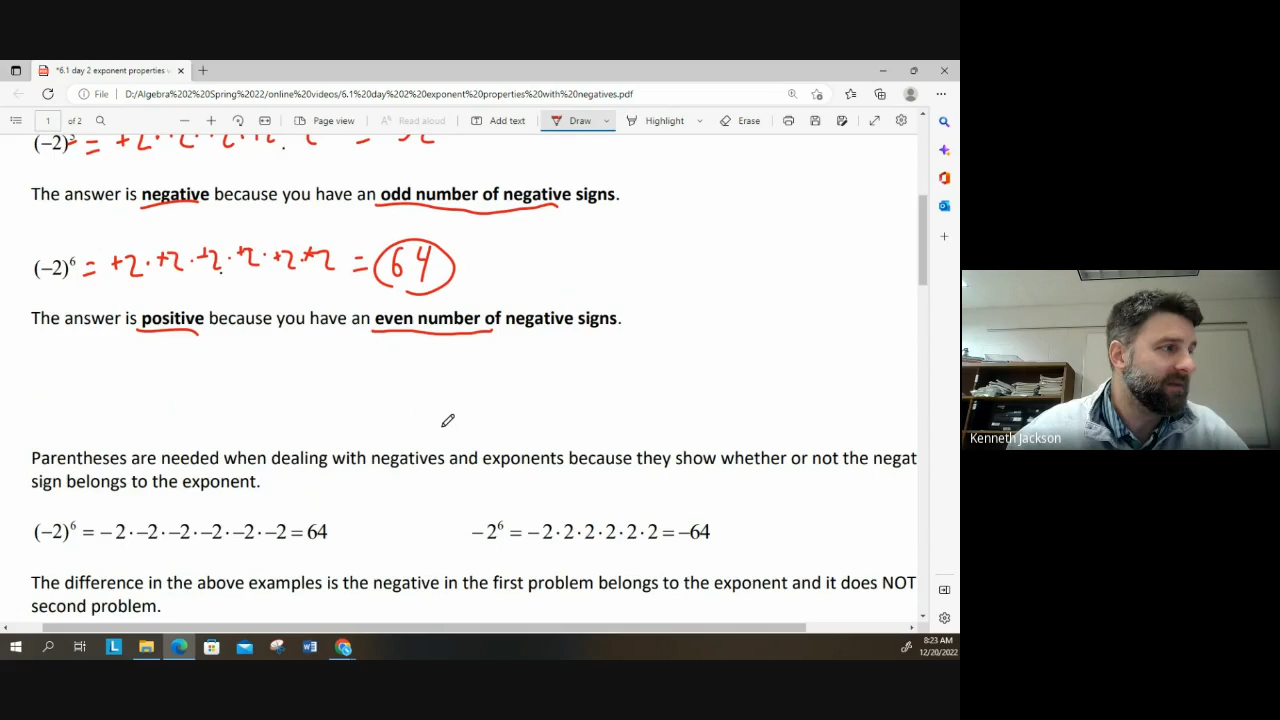 *6.1 day 2 exponent properties w
File
D:/Algebra%202%20Spring%2022/online%20videos/6.1%20day%202%20exponent%20properties%20with%20negatives.pdf
1 of 2
Page view
Read aloud
Add text
Draw
Highlight
Erase
The answer is negative because you have an odd number of negative signs.
(−2)⁶ = +2 · +2 · +2 · +2 · +2 · +2 = 64
The answer is positive because you have an even number of negative signs.
Kenneth Jackson
Parentheses are needed when dealing with negatives and exponents because they show whether or not the negat
sign belongs to the exponent.
(−2)⁶ = −2·−2·−2·−2·−2·−2 = 64
−2⁶ = −2·2·2·2·2·2 = −64
The difference in the above examples is the negative in the first problem belongs to the exponent and it does NOT
second problem.
8:23 AM
12/20/2022